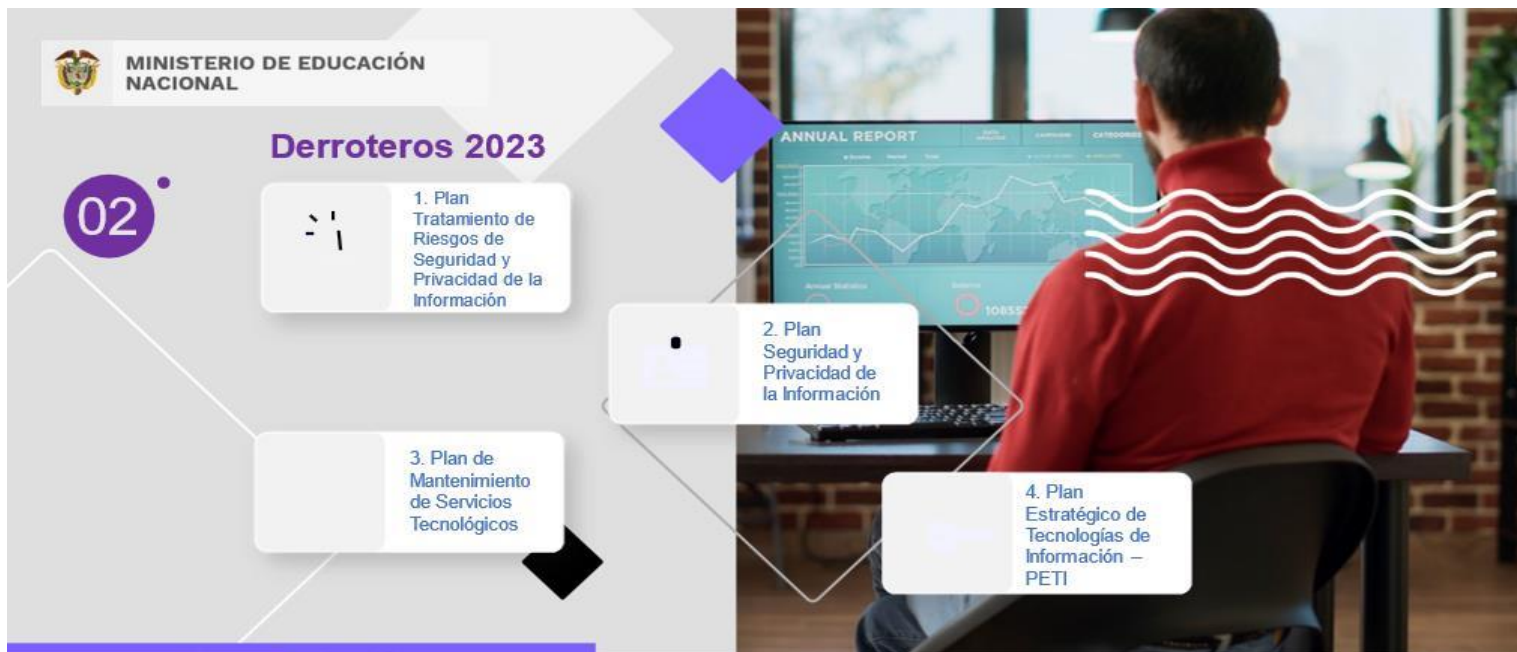 MINISTERIO DE EDUCACIÓN
NACIONAL
Derroteros 2023
02
1. Plan
Tratamiento de
Riesgos de
Seguridad y
Privacidad de la
Información
2. Plan
Seguridad y
Privacidad de
la Información
3. Plan de
Mantenimiento
de Servicios
Tecnológicos
4. Plan
Estratégico de
Tecnologías de
Información –
PETI
ANNUAL REPORT